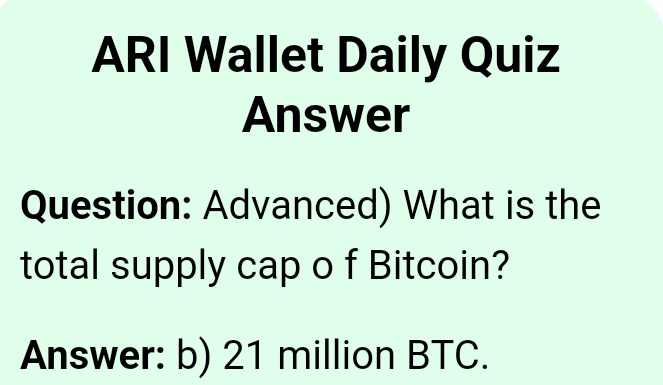 ARI Wallet Daily Quiz
Answer
Question: Advanced) What is the
total supply cap o f Bitcoin?
Answer: b) 21 million BTC.